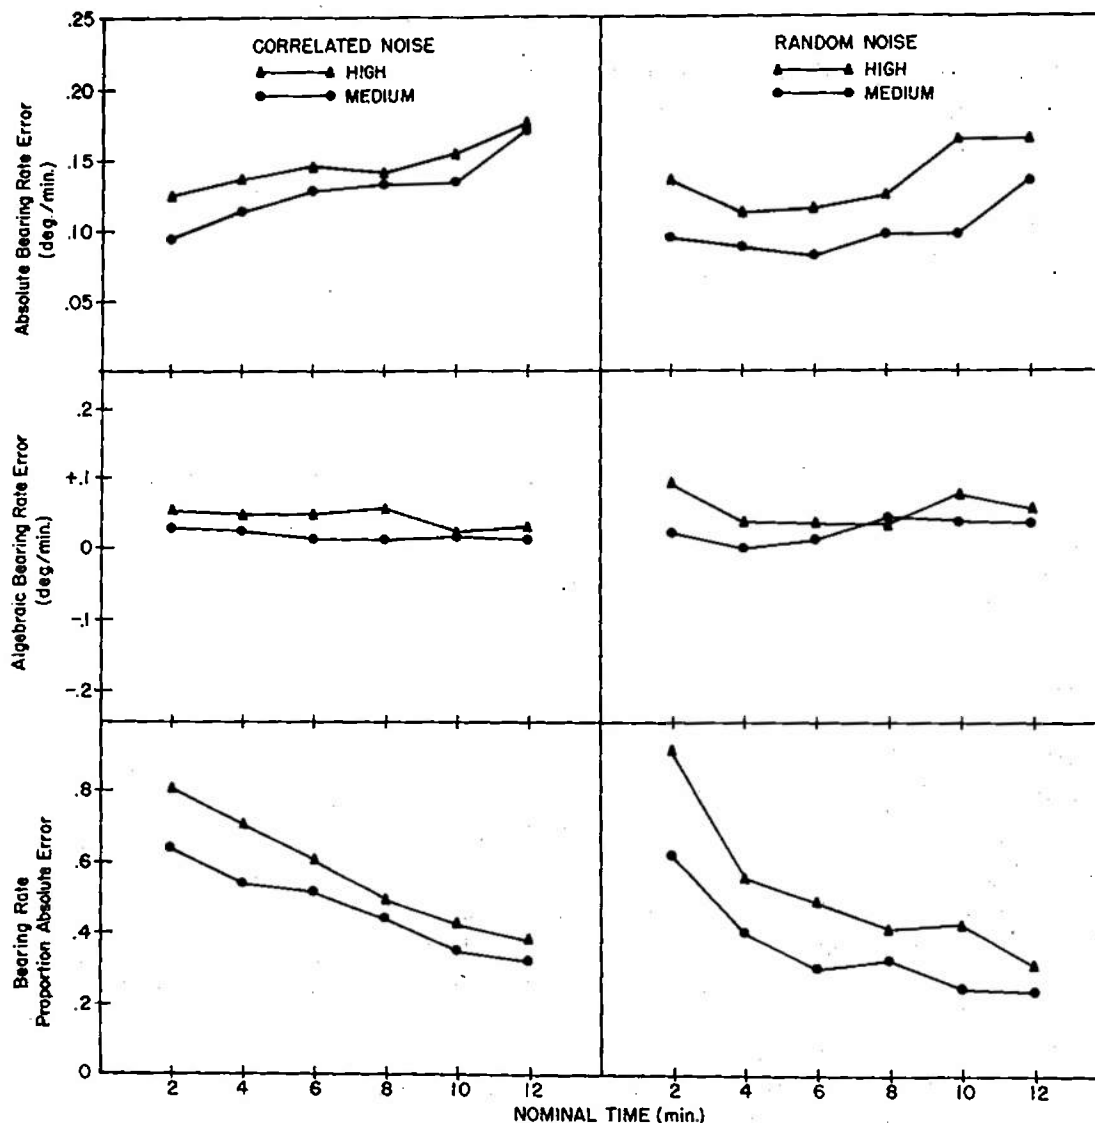 CORRELATED NOISE
HIGH
MEDIUM
RANDOM NOISE
HIGH
MEDIUM
Absolute Bearing Rate Error
(deg./min.)
.25
.20
.15
.10
.05
Algebraic Bearing Rate Error
(deg./min.)
.2
+.1
0
-.1
-.2
Bearing Rate
Proportion Absolute Error
.8
.6
.4
.2
0
2 4 6 8 10 12
2 4 6 8 10 12
NOMINAL TIME (min.)